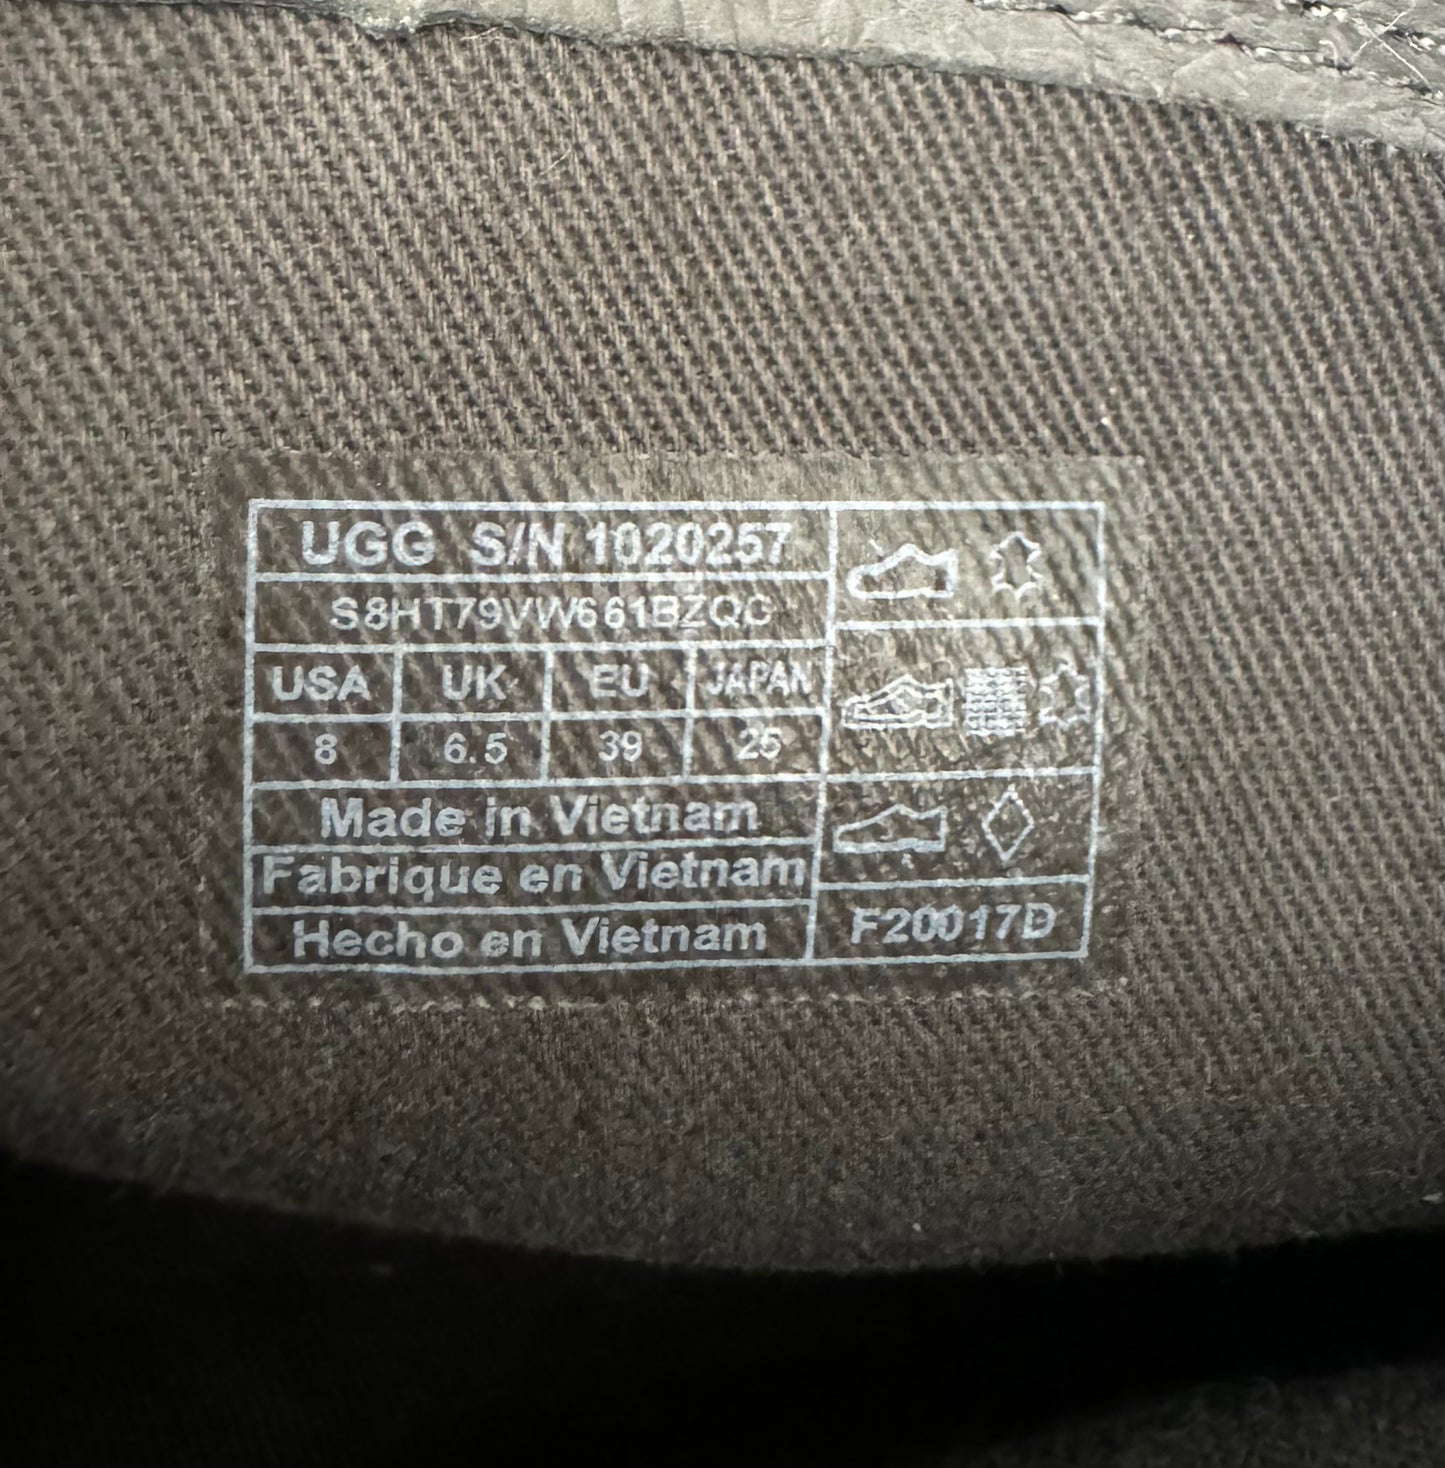 UGG S/N 1020257
S8HT79VW661BZQG
USA UK EU JAPAN
8 6.5 39 25
Made in Vietnam
Fabrique en Vietnam
Hecho en Vietnam
F20017D